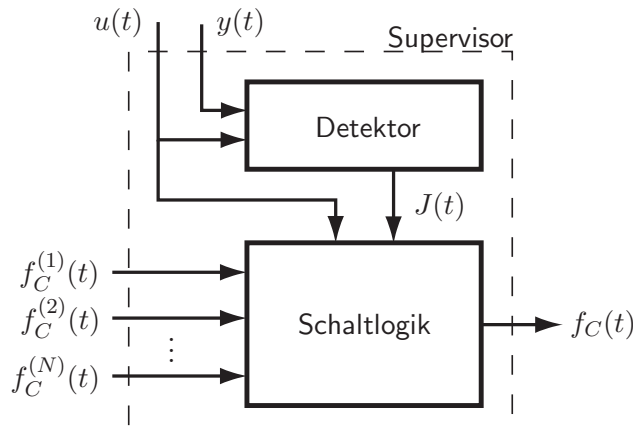 u(t) y(t)
Supervisor
Detektor
J(t)
f_C^{(1)}(t)
f_C^{(2)}(t)
Schaltlogik
f_C(t)
⋮
f_C^{(N)}(t)